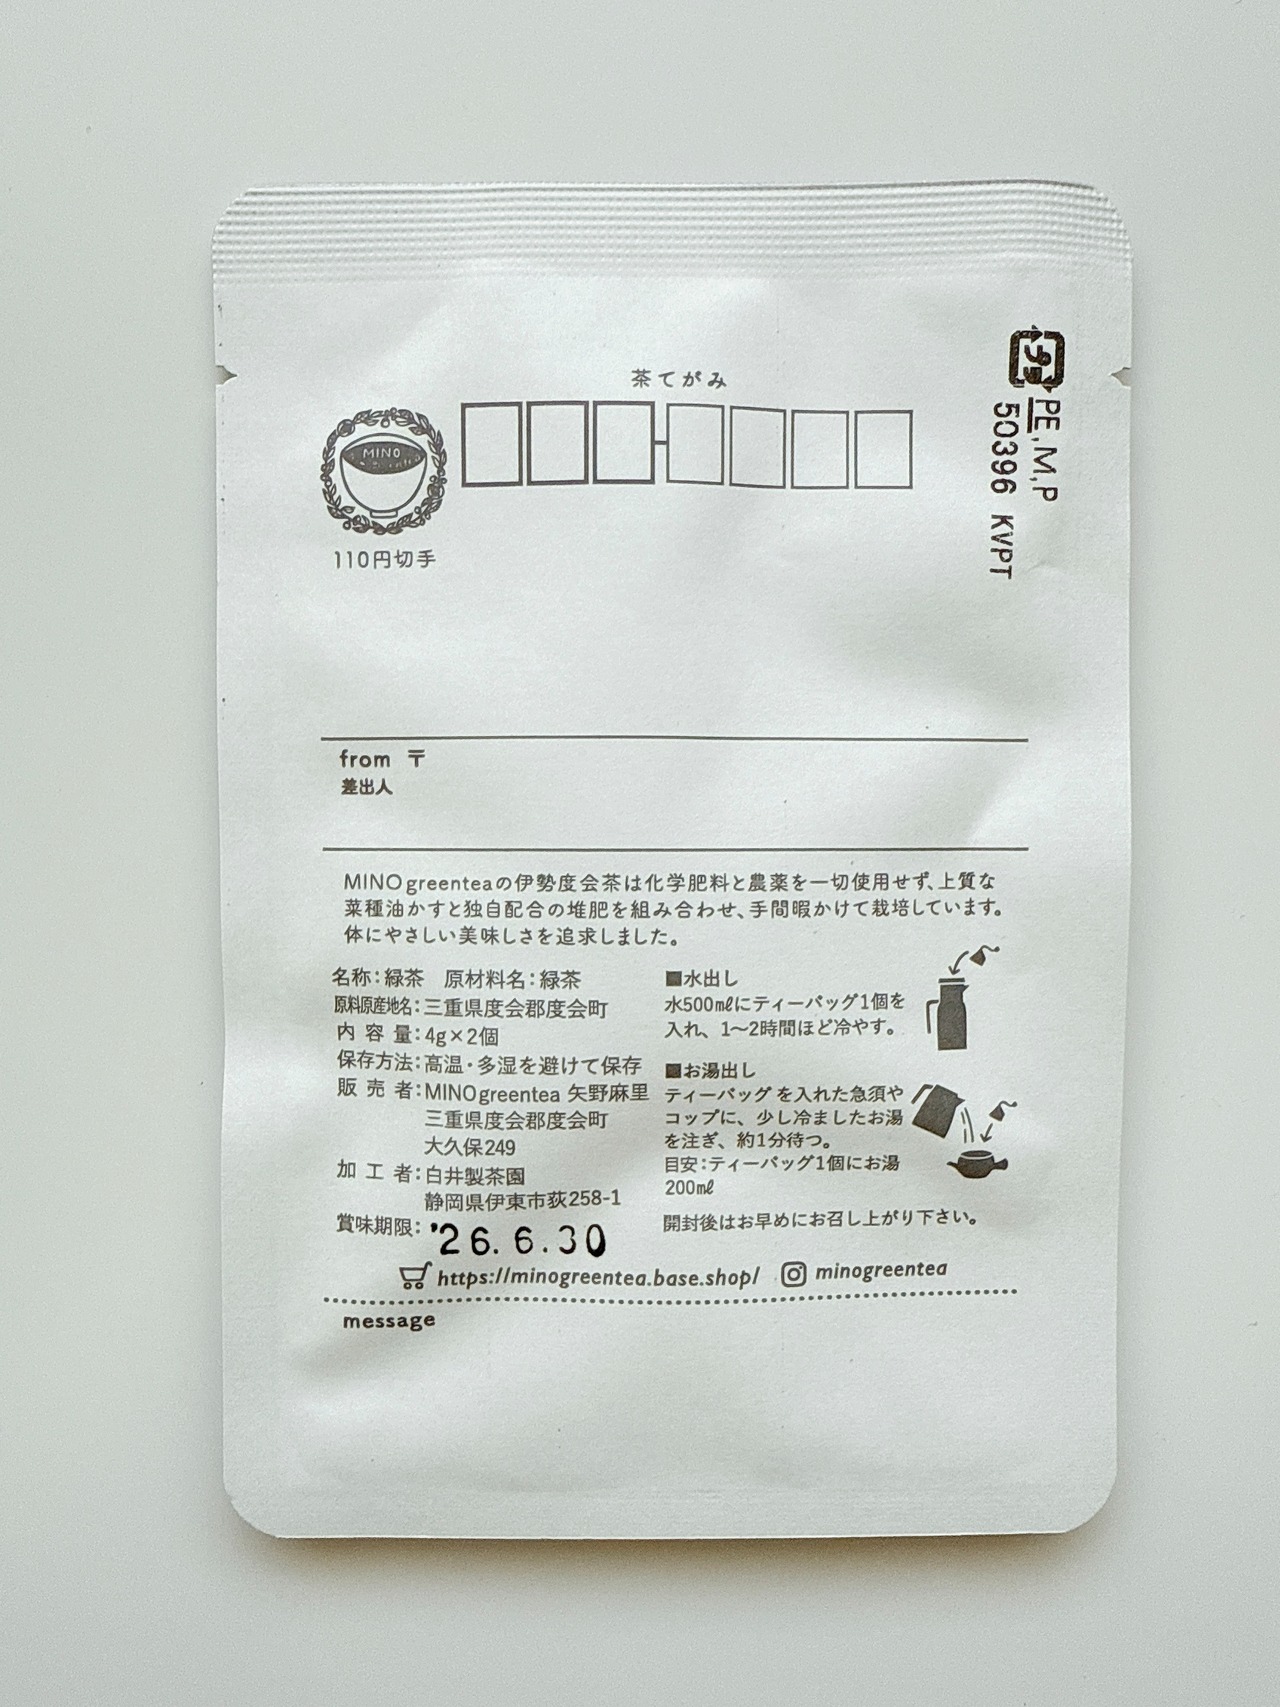 茶てがみ
MINO
110円切手
プラ
PE,M,P
50396 KVPT
from 〒
差出人
MINOgreenteaの伊勢度会茶は化学肥料と農薬を一切使用せず、上質な
菜種油かすと独自配合の堆肥を組み合わせ、手間暇かけて栽培しています。
体にやさしい美味しさを追求しました。
名称：緑茶　原材料名：緑茶
原料原産地名：三重県度会郡度会町
内容量：4g×2個
保存方法：高温・多湿を避けて保存
販売者：MINOgreentea 矢野麻里
三重県度会郡度会町
大久保249
加工者：白井製茶園
静岡県伊東市荻258-1
賞味期限：'26.6.30
■水出し
水500㎖にティーバッグ1個を
入れ、1〜2時間ほど冷やす。
■お湯出し
ティーバッグを入れた急須や
コップに、少し冷ましたお湯
を注ぎ、約1分待つ。
目安：ティーバッグ1個にお湯
200㎖
開封後はお早めにお召し上がり下さい。
https://minogreentea.base.shop/ minogreentea
message